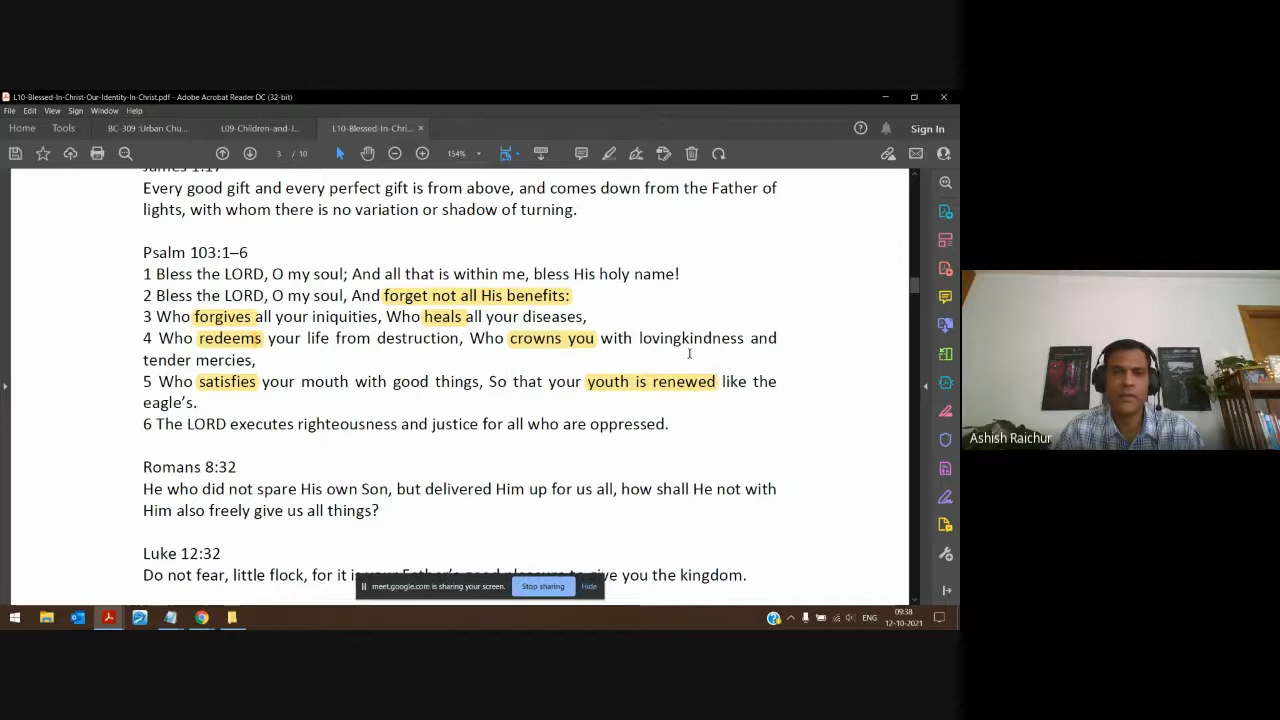 L10-Blessed-In-Christ-Our-Identity-In-Christ.pdf - Adobe Acrobat Reader DC (32-bit)
File Edit View Sign Window Help
Home Tools BC-309 :Urban Chu... L09-Children-and-J... L10-Blessed-In-Chri... ×
Sign In
3 / 10 154%
James 1:17
Every good gift and every perfect gift is from above, and comes down from the Father of
lights, with whom there is no variation or shadow of turning.
Psalm 103:1–6
1 Bless the LORD, O my soul; And all that is within me, bless His holy name!
2 Bless the LORD, O my soul, And forget not all His benefits:
3 Who forgives all your iniquities, Who heals all your diseases,
4 Who redeems your life from destruction, Who crowns you with lovingkindness and
tender mercies,
5 Who satisfies your mouth with good things, So that your youth is renewed like the
eagle's.
6 The LORD executes righteousness and justice for all who are oppressed.
Romans 8:32
He who did not spare His own Son, but delivered Him up for us all, how shall He not with
Him also freely give us all things?
Luke 12:32
Do not fear, little flock, for it is your Father's good pleasure to give you the kingdom.
meet.google.com is sharing your screen. Stop sharing Hide
ENG
09:38
12-10-2021
Ashish Raichur